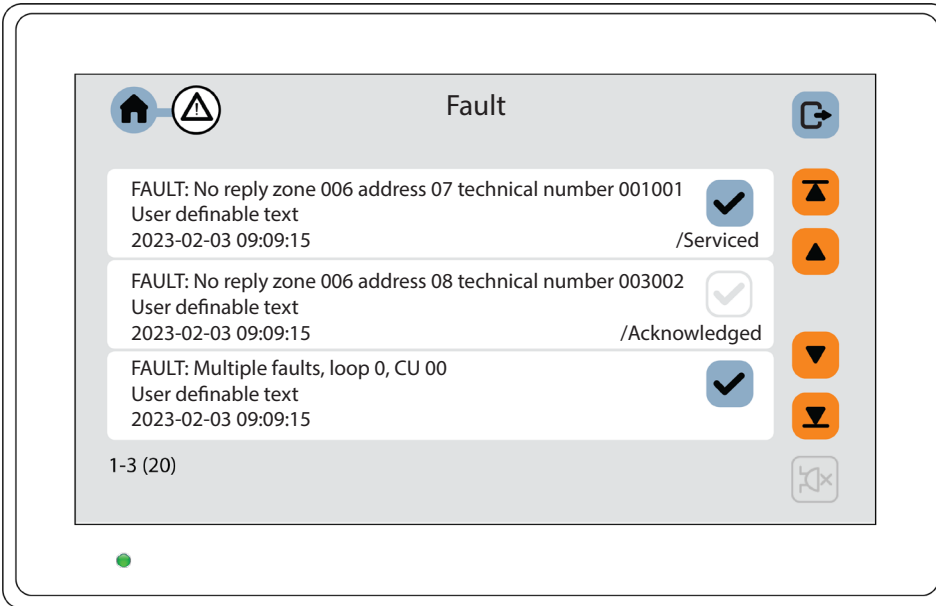 Fault
FAULT: No reply zone 006 address 07 technical number 001001
User definable text
2023-02-03 09:09:15
/Serviced
FAULT: No reply zone 006 address 08 technical number 003002
User definable text
2023-02-03 09:09:15
/Acknowledged
FAULT: Multiple faults, loop 0, CU 00
User definable text
2023-02-03 09:09:15
1-3 (20)